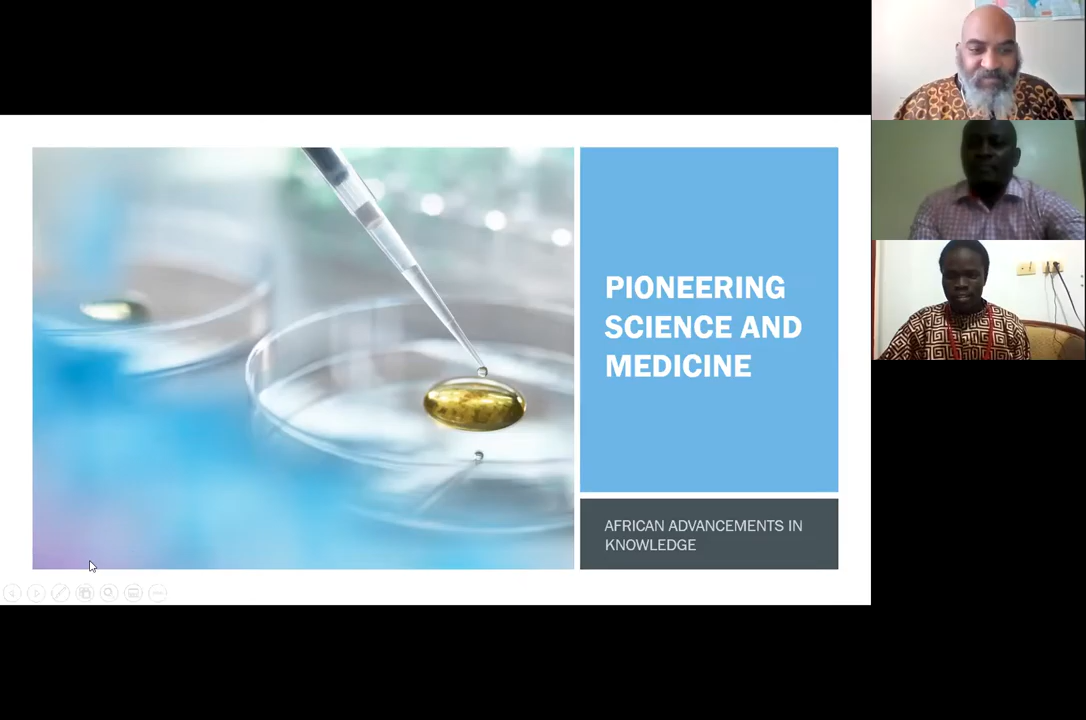 PIONEERING
SCIENCE AND
MEDICINE
AFRICAN ADVANCEMENTS IN
KNOWLEDGE